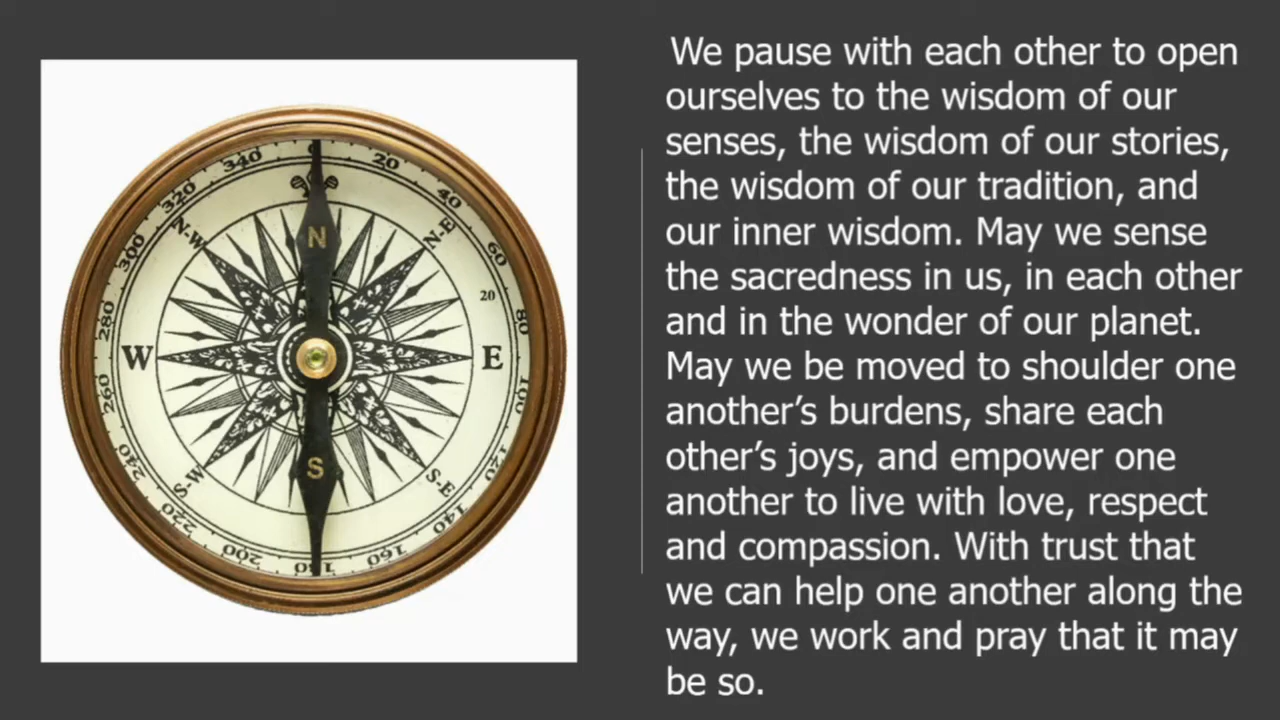 We pause with each other to open
ourselves to the wisdom of our
senses, the wisdom of our stories,
the wisdom of our tradition, and
our inner wisdom. May we sense
the sacredness in us, in each other
and in the wonder of our planet.
May we be moved to shoulder one
another’s burdens, share each
other’s joys, and empower one
another to live with love, respect
and compassion. With trust that
we can help one another along the
way, we work and pray that it may
be so.
340
20
320
40
N-W
N
N-E
300
60
280
20
80
W
E
260
100
240
120
S-W
S
S-E
220
140
200
160